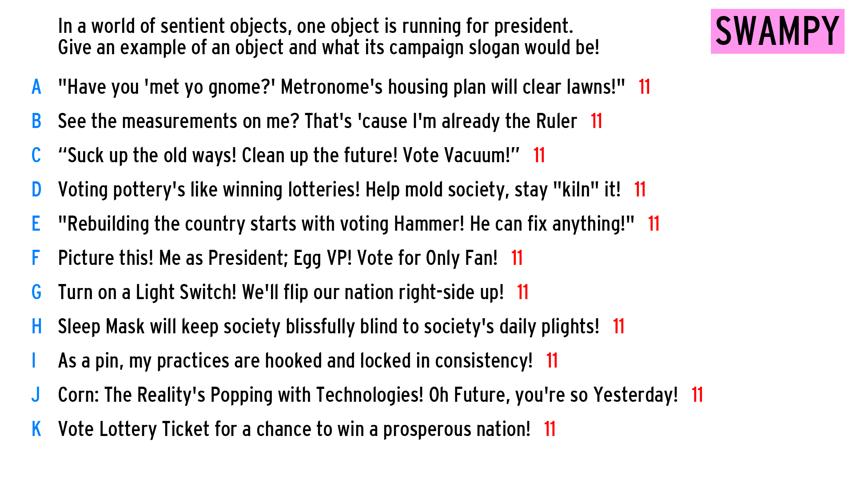 In a world of sentient objects, one object is running for president.
Give an example of an object and what its campaign slogan would be!
SWAMPY
A "Have you 'met yo gnome?' Metronome's housing plan will clear lawns!" 11
B See the measurements on me? That's 'cause I'm already the Ruler 11
C “Suck up the old ways! Clean up the future! Vote Vacuum!” 11
D Voting pottery's like winning lotteries! Help mold society, stay "kiln" it! 11
E "Rebuilding the country starts with voting Hammer! He can fix anything!" 11
F Picture this! Me as President; Egg VP! Vote for Only Fan! 11
G Turn on a Light Switch! We'll flip our nation right-side up! 11
H Sleep Mask will keep society blissfully blind to society's daily plights! 11
I As a pin, my practices are hooked and locked in consistency! 11
J Corn: The Reality's Popping with Technologies! Oh Future, you're so Yesterday! 11
K Vote Lottery Ticket for a chance to win a prosperous nation! 11